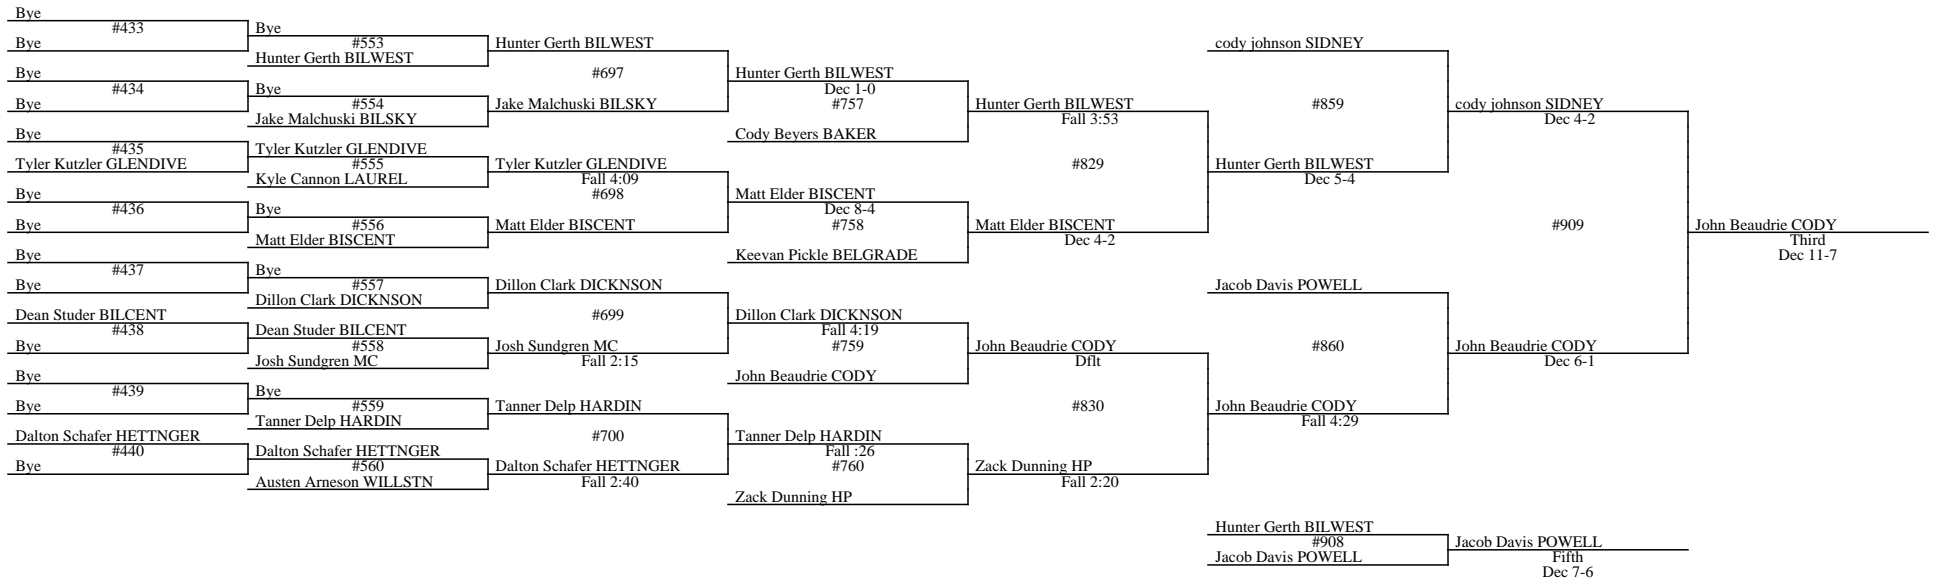 Bye
#433
Bye
Bye
#434
Bye
Bye
#435
Tyler Kutzler GLENDIVE
Bye
#436
Bye
Bye
#437
Bye
Dean Studer BILCENT
#438
Bye
Bye
#439
Bye
Dalton Schafer HETTNGER
#440
Bye
Bye
#553
Hunter Gerth BILWEST
Bye
#554
Jake Malchuski BILSKY
Tyler Kutzler GLENDIVE
#555
Kyle Cannon LAUREL
Bye
#556
Matt Elder BISCENT
Bye
#557
Dillon Clark DICKNSON
Dean Studer BILCENT
#558
Josh Sundgren MC
Bye
#559
Tanner Delp HARDIN
Dalton Schafer HETTNGER
#560
Austen Arneson WILLSTN
Hunter Gerth BILWEST
#697
Jake Malchuski BILSKY
Tyler Kutzler GLENDIVE
Fall 4:09
#698
Matt Elder BISCENT
Dillon Clark DICKNSON
#699
Josh Sundgren MC
Fall 2:15
Tanner Delp HARDIN
#700
Dalton Schafer HETTNGER
Fall 2:40
Hunter Gerth BILWEST
Dec 1-0
#757
Cody Beyers BAKER
Matt Elder BISCENT
Dec 8-4
#758
Keevan Pickle BELGRADE
Dillon Clark DICKNSON
Fall 4:19
#759
John Beaudrie CODY
Tanner Delp HARDIN
Fall :26
#760
Zack Dunning HP
Hunter Gerth BILWEST
Fall 3:53
#829
Matt Elder BISCENT
Dec 4-2
John Beaudrie CODY
Dflt
#830
Zack Dunning HP
Fall 2:20
cody johnson SIDNEY
#859
Hunter Gerth BILWEST
Dec 5-4
Jacob Davis POWELL
#860
John Beaudrie CODY
Fall 4:29
cody johnson SIDNEY
Dec 4-2
#909
John Beaudrie CODY
Dec 6-1
John Beaudrie CODY
Third
Dec 11-7
Hunter Gerth BILWEST
#908
Jacob Davis POWELL
Jacob Davis POWELL
Fifth
Dec 7-6